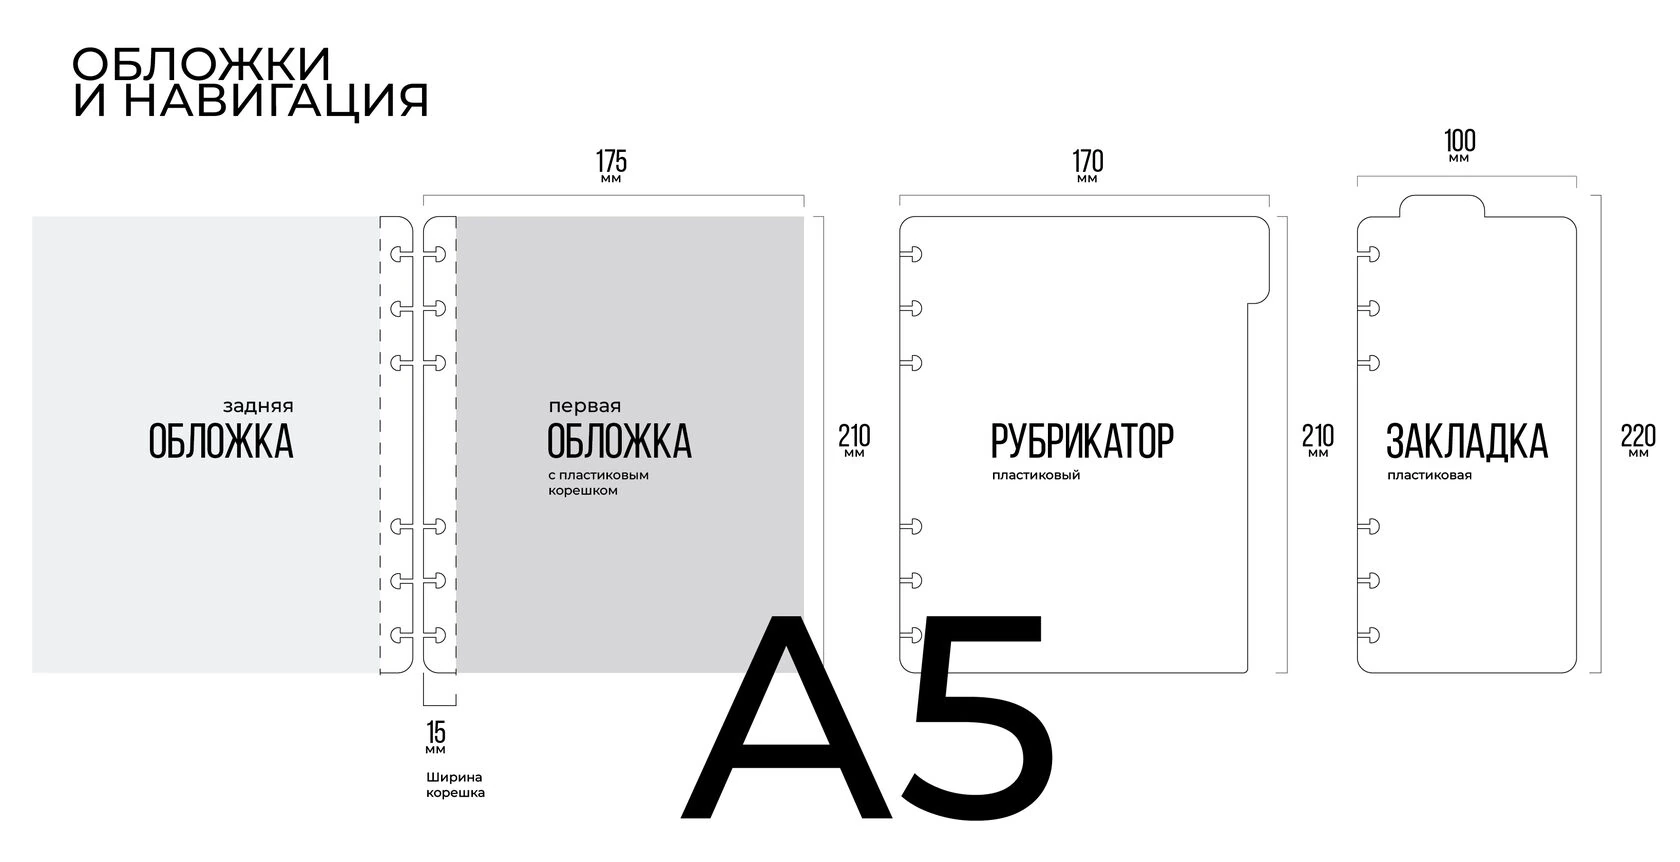 ОБЛОЖКИ
И НАВИГАЦИЯ
175
мм
170
мм
100
мм
задняя
ОБЛОЖКА
первая
ОБЛОЖКА
с пластиковым
корешком
210
мм
РУБРИКАТОР
пластиковый
210
мм
ЗАКЛАДКА
пластиковая
220
мм
15
мм
Ширина
корешка
А5